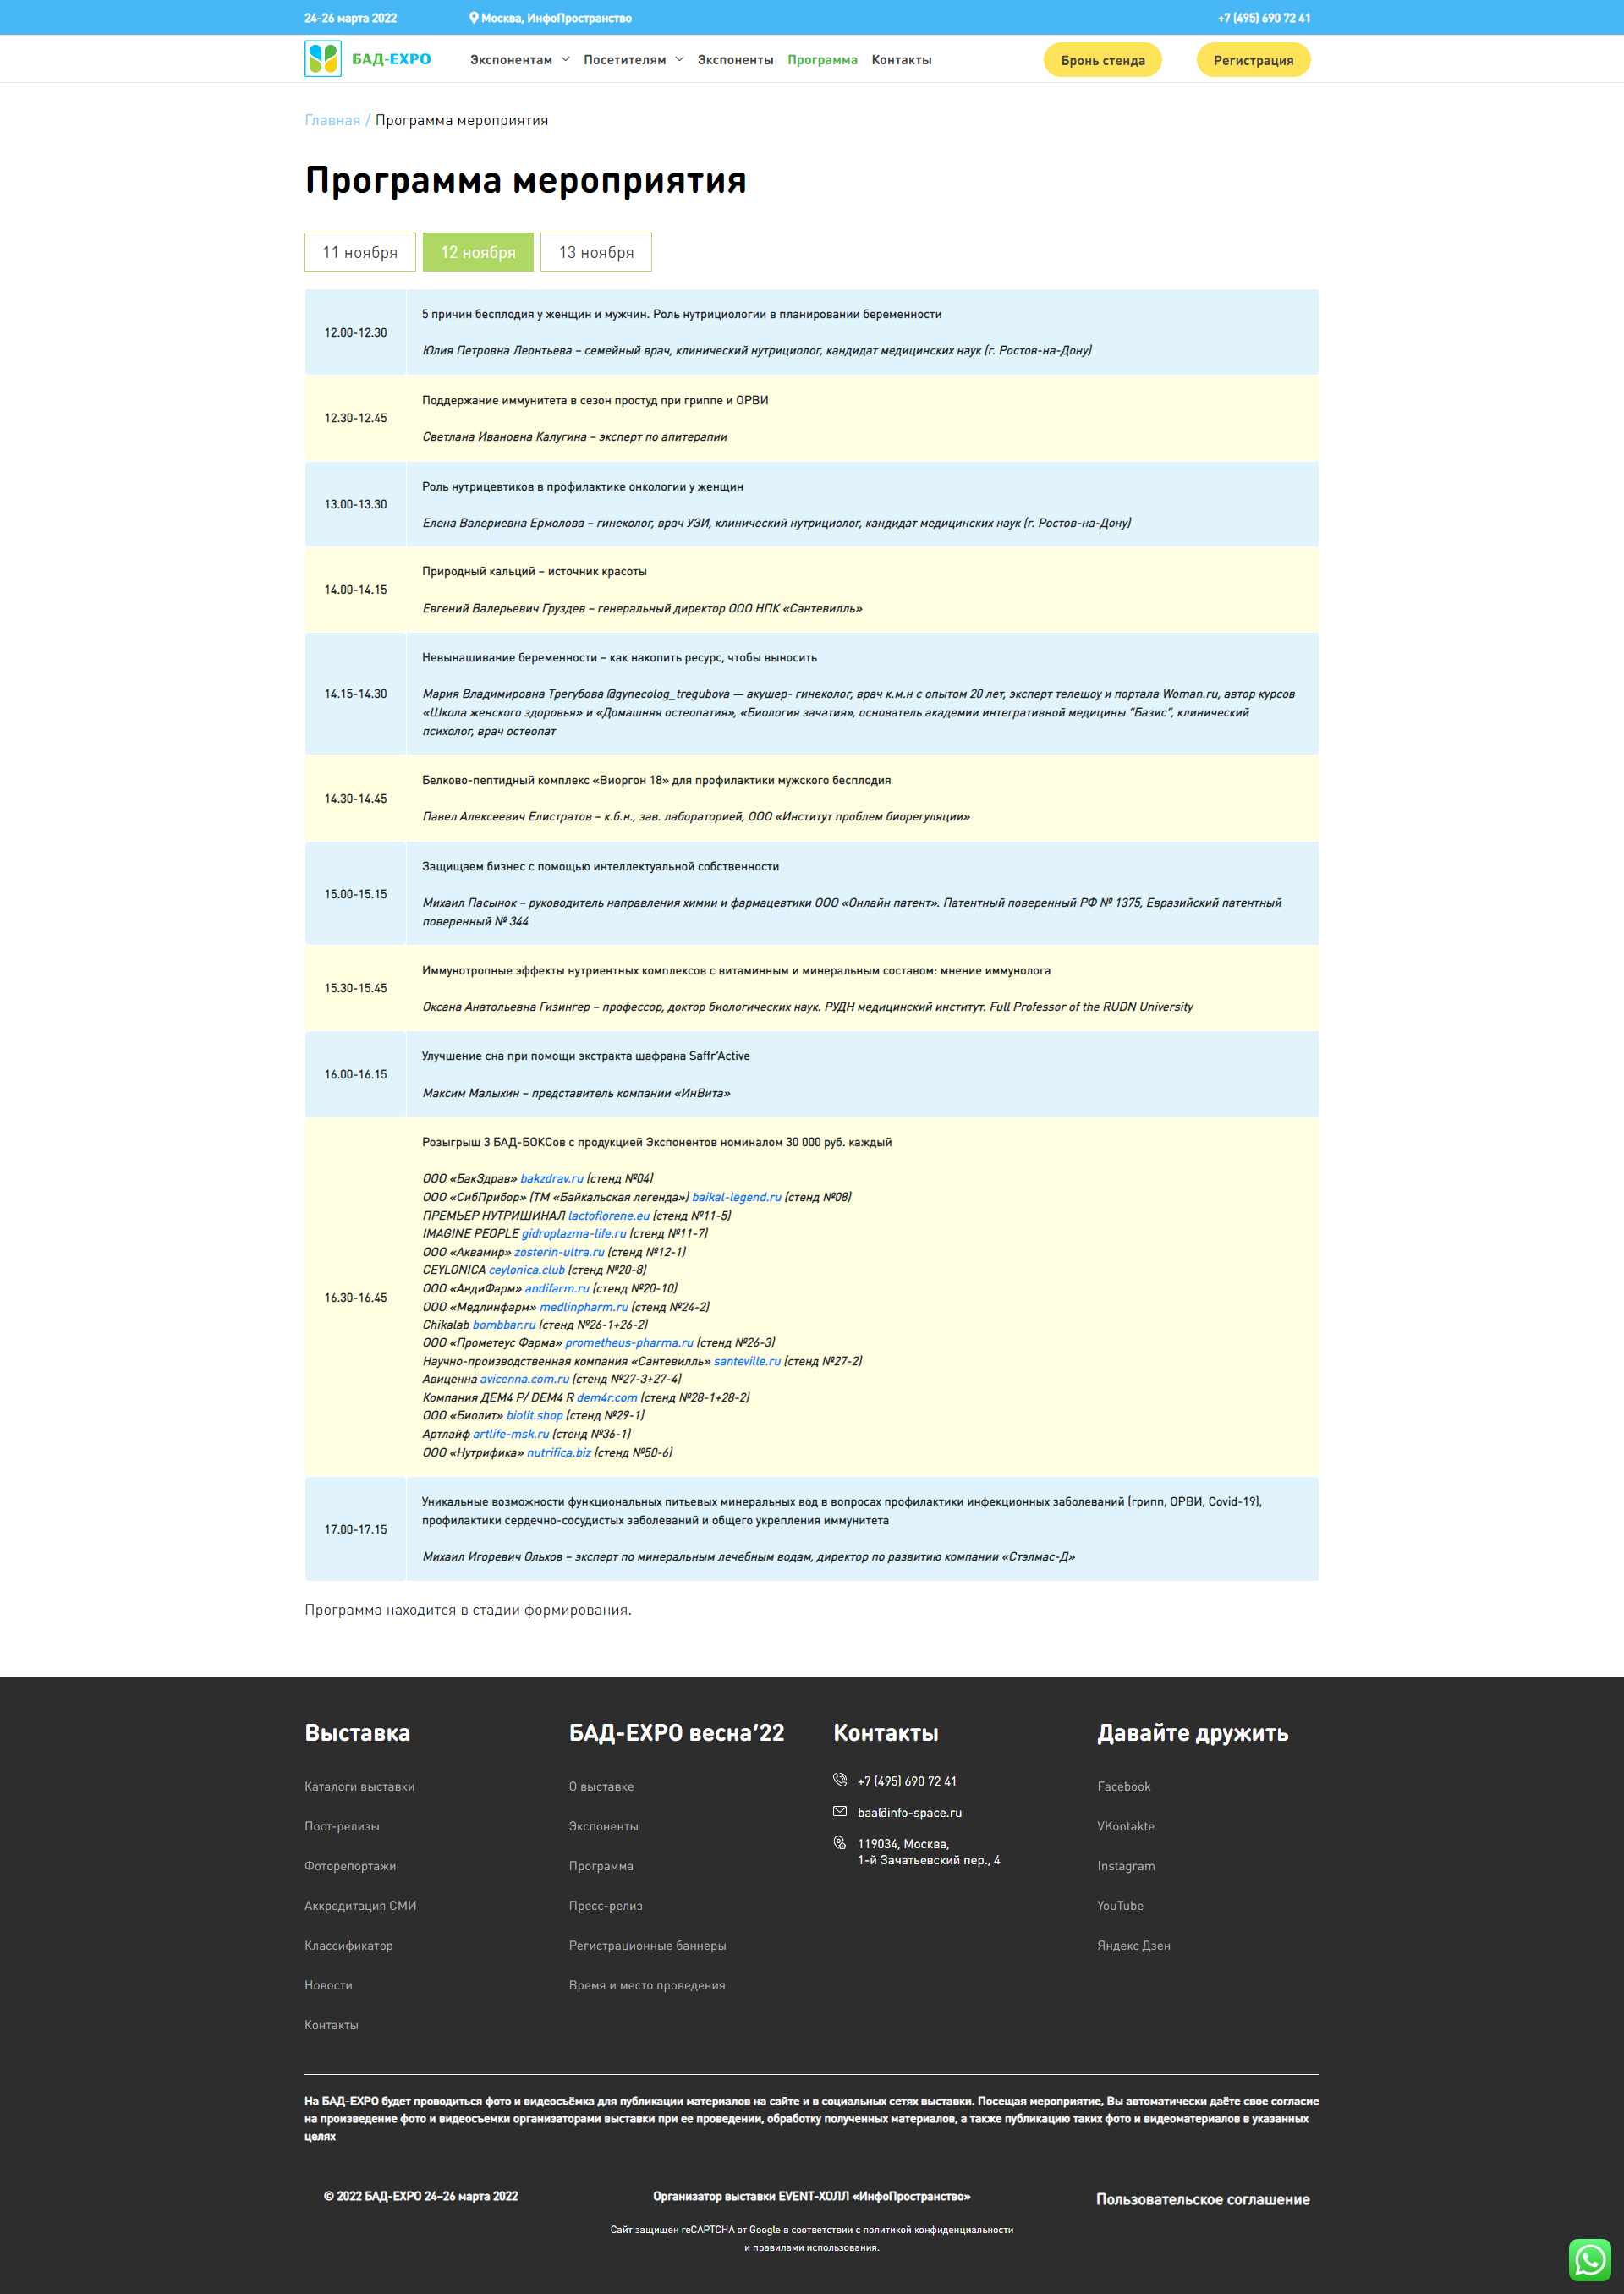 24-26 марта 2022
Москва, ИнфоПространство
+7 (495) 690 72 41
БАД-EXPO
Экспонентам
Посетителям
Экспоненты
Программа
Контакты
Бронь стенда
Регистрация
Главная / Программа мероприятия
Программа мероприятия
11 ноября
12 ноября
13 ноября
12.00-12.30
5 причин бесплодия у женщин и мужчин. Роль нутрициологии в планировании беременности
Юлия Петровна Леонтьева – семейный врач, клинический нутрициолог, кандидат медицинских наук (г. Ростов-на-Дону)
12.30-12.45
Поддержание иммунитета в сезон простуд при гриппе и ОРВИ
Светлана Ивановна Калугина – эксперт по апитерапии
13.00-13.30
Роль нутрицевтиков в профилактике онкологии у женщин
Елена Валериевна Ермолова – гинеколог, врач УЗИ, клинический нутрициолог, кандидат медицинских наук (г. Ростов-на-Дону)
14.00-14.15
Природный кальций – источник красоты
Евгений Валерьевич Груздев – генеральный директор ООО НПК «Сантевилль»
14.15-14.30
Невынашивание беременности – как накопить ресурс, чтобы выносить
Мария Владимировна Трегубова @gynecolog_tregubova — акушер- гинеколог, врач к.м.н с опытом 20 лет, эксперт телешоу и портала Woman.ru, автор курсов
«Школа женского здоровья» и «Домашняя остеопатия», «Биология зачатия», основатель академии интегративной медицины "Базис", клинический
психолог, врач остеопат
14.30-14.45
Белково-пептидный комплекс «Виоргон 18» для профилактики мужского бесплодия
Павел Алексеевич Елистратов – к.б.н., зав. лабораторией, ООО «Институт проблем биорегуляции»
15.00-15.15
Защищаем бизнес с помощью интеллектуальной собственности
Михаил Пасынок – руководитель направления химии и фармацевтики ООО «Онлайн патент». Патентный поверенный РФ № 1375, Евразийский патентный
поверенный № 344
15.30-15.45
Иммунотропные эффекты нутриентных комплексов с витаминным и минеральным составом: мнение иммунолога
Оксана Анатольевна Гизингер – профессор, доктор биологических наук. РУДН медицинский институт. Full Professor of the RUDN University
16.00-16.15
Улучшение сна при помощи экстракта шафрана Saffr'Active
Максим Малыхин – представитель компании «ИнВита»
16.30-16.45
Розыгрыш 3 БАД-БОКСов с продукцией Экспонентов номиналом 30 000 руб. каждый
ООО «БакЗдрав» bakzdrav.ru (стенд №04)
ООО «СибПрибор» (ТМ «Байкальская легенда») baikal-legend.ru (стенд №08)
ПРЕМЬЕР НУТРИШИНАЛ lactoflorene.eu (стенд №11-5)
IMAGINE PEOPLE gidroplazma-life.ru (стенд №11-7)
ООО «Аквамир» zosterin-ultra.ru (стенд №12-1)
CEYLONICA ceylonica.club (стенд №20-8)
ООО «АндиФарм» andifarm.ru (стенд №20-10)
ООО «Медлинфарм» medlinpharm.ru (стенд №24-2)
Chikalab bombbar.ru (стенд №26-1+26-2)
ООО «Прометеус Фарма» prometheus-pharma.ru (стенд №26-3)
Научно-производственная компания «Сантевилль» santeville.ru (стенд №27-2)
Авиценна avicenna.com.ru (стенд №27-3+27-4)
Компания ДЕМ4 Р/ DEM4 R dem4r.com (стенд №28-1+28-2)
ООО «Биолит» biolit.shop (стенд №29-1)
Артлайф artlife-msk.ru (стенд №36-1)
ООО «Нутрифика» nutrifica.biz (стенд №50-6)
17.00-17.15
Уникальные возможности функциональных питьевых минеральных вод в вопросах профилактики инфекционных заболеваний (грипп, ОРВИ, Covid-19),
профилактики сердечно-сосудистых заболеваний и общего укрепления иммунитета
Михаил Игоревич Ольхов – эксперт по минеральным лечебным водам, директор по развитию компании «Стэлмас-Д»
Программа находится в стадии формирования.
Выставка
Каталоги выставки
Пост-релизы
Фоторепортажи
Аккредитация СМИ
Классификатор
Новости
Контакты
БАД-EXPO весна'22
О выставке
Экспоненты
Программа
Пресс-релиз
Регистрационные баннеры
Время и место проведения
Контакты
+7 (495) 690 72 41
baa@info-space.ru
119034, Москва,
1-й Зачатьевский пер., 4
Давайте дружить
Facebook
VKontakte
Instagram
YouTube
Яндекс Дзен
На БАД-EXPO будет проводиться фото и видеосъёмка для публикации материалов на сайте и в социальных сетях выставки. Посещая мероприятие, Вы автоматически даёте свое согласие
на произведение фото и видеосъемки организаторами выставки при ее проведении, обработку полученных материалов, а также публикацию таких фото и видеоматериалов в указанных
целях
© 2022 БАД-EXPO 24–26 марта 2022
Организатор выставки EVENT-ХОЛЛ «ИнфоПространство»
Пользовательское соглашение
Сайт защищен reCAPTCHA от Google в соответствии с политикой конфиденциальности
и правилами использования.